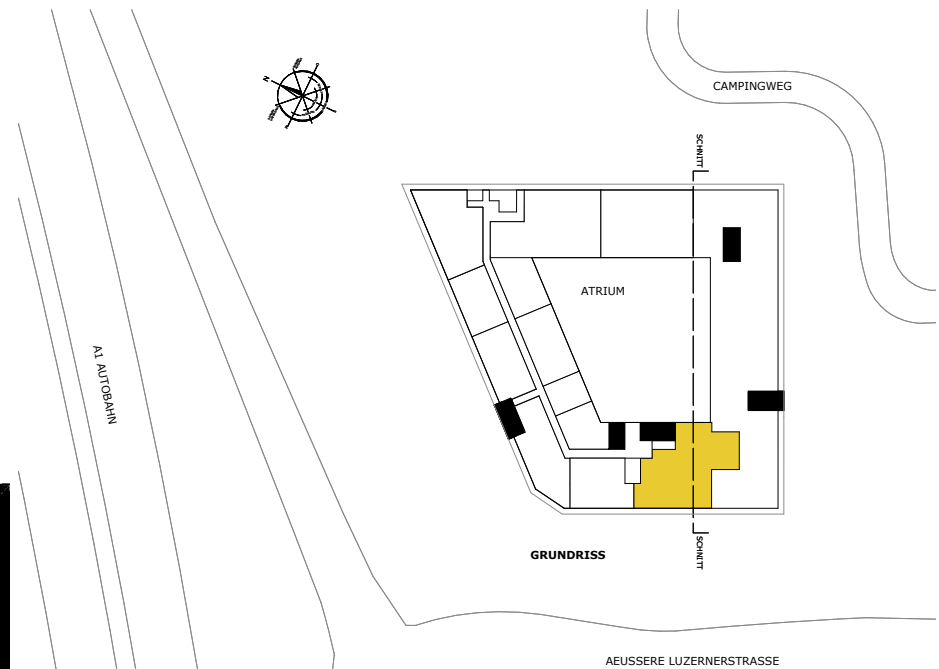 CAMPINGWEG
N
SCHNITT
ATRIUM
A1 AUTOBAHN
SCHNITT
GRUNDRISS
AEUSSERE LUZERNERSTRASSE